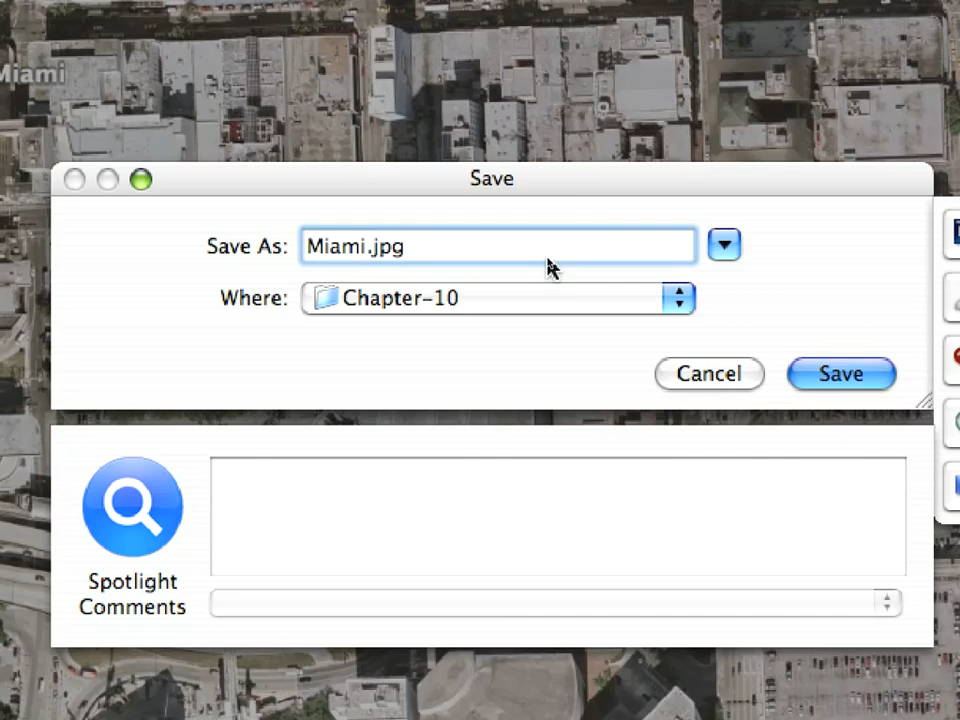 Miami
Save
Save As: Miami.jpg
Where: Chapter-10
Cancel Save
Spotlight
Comments